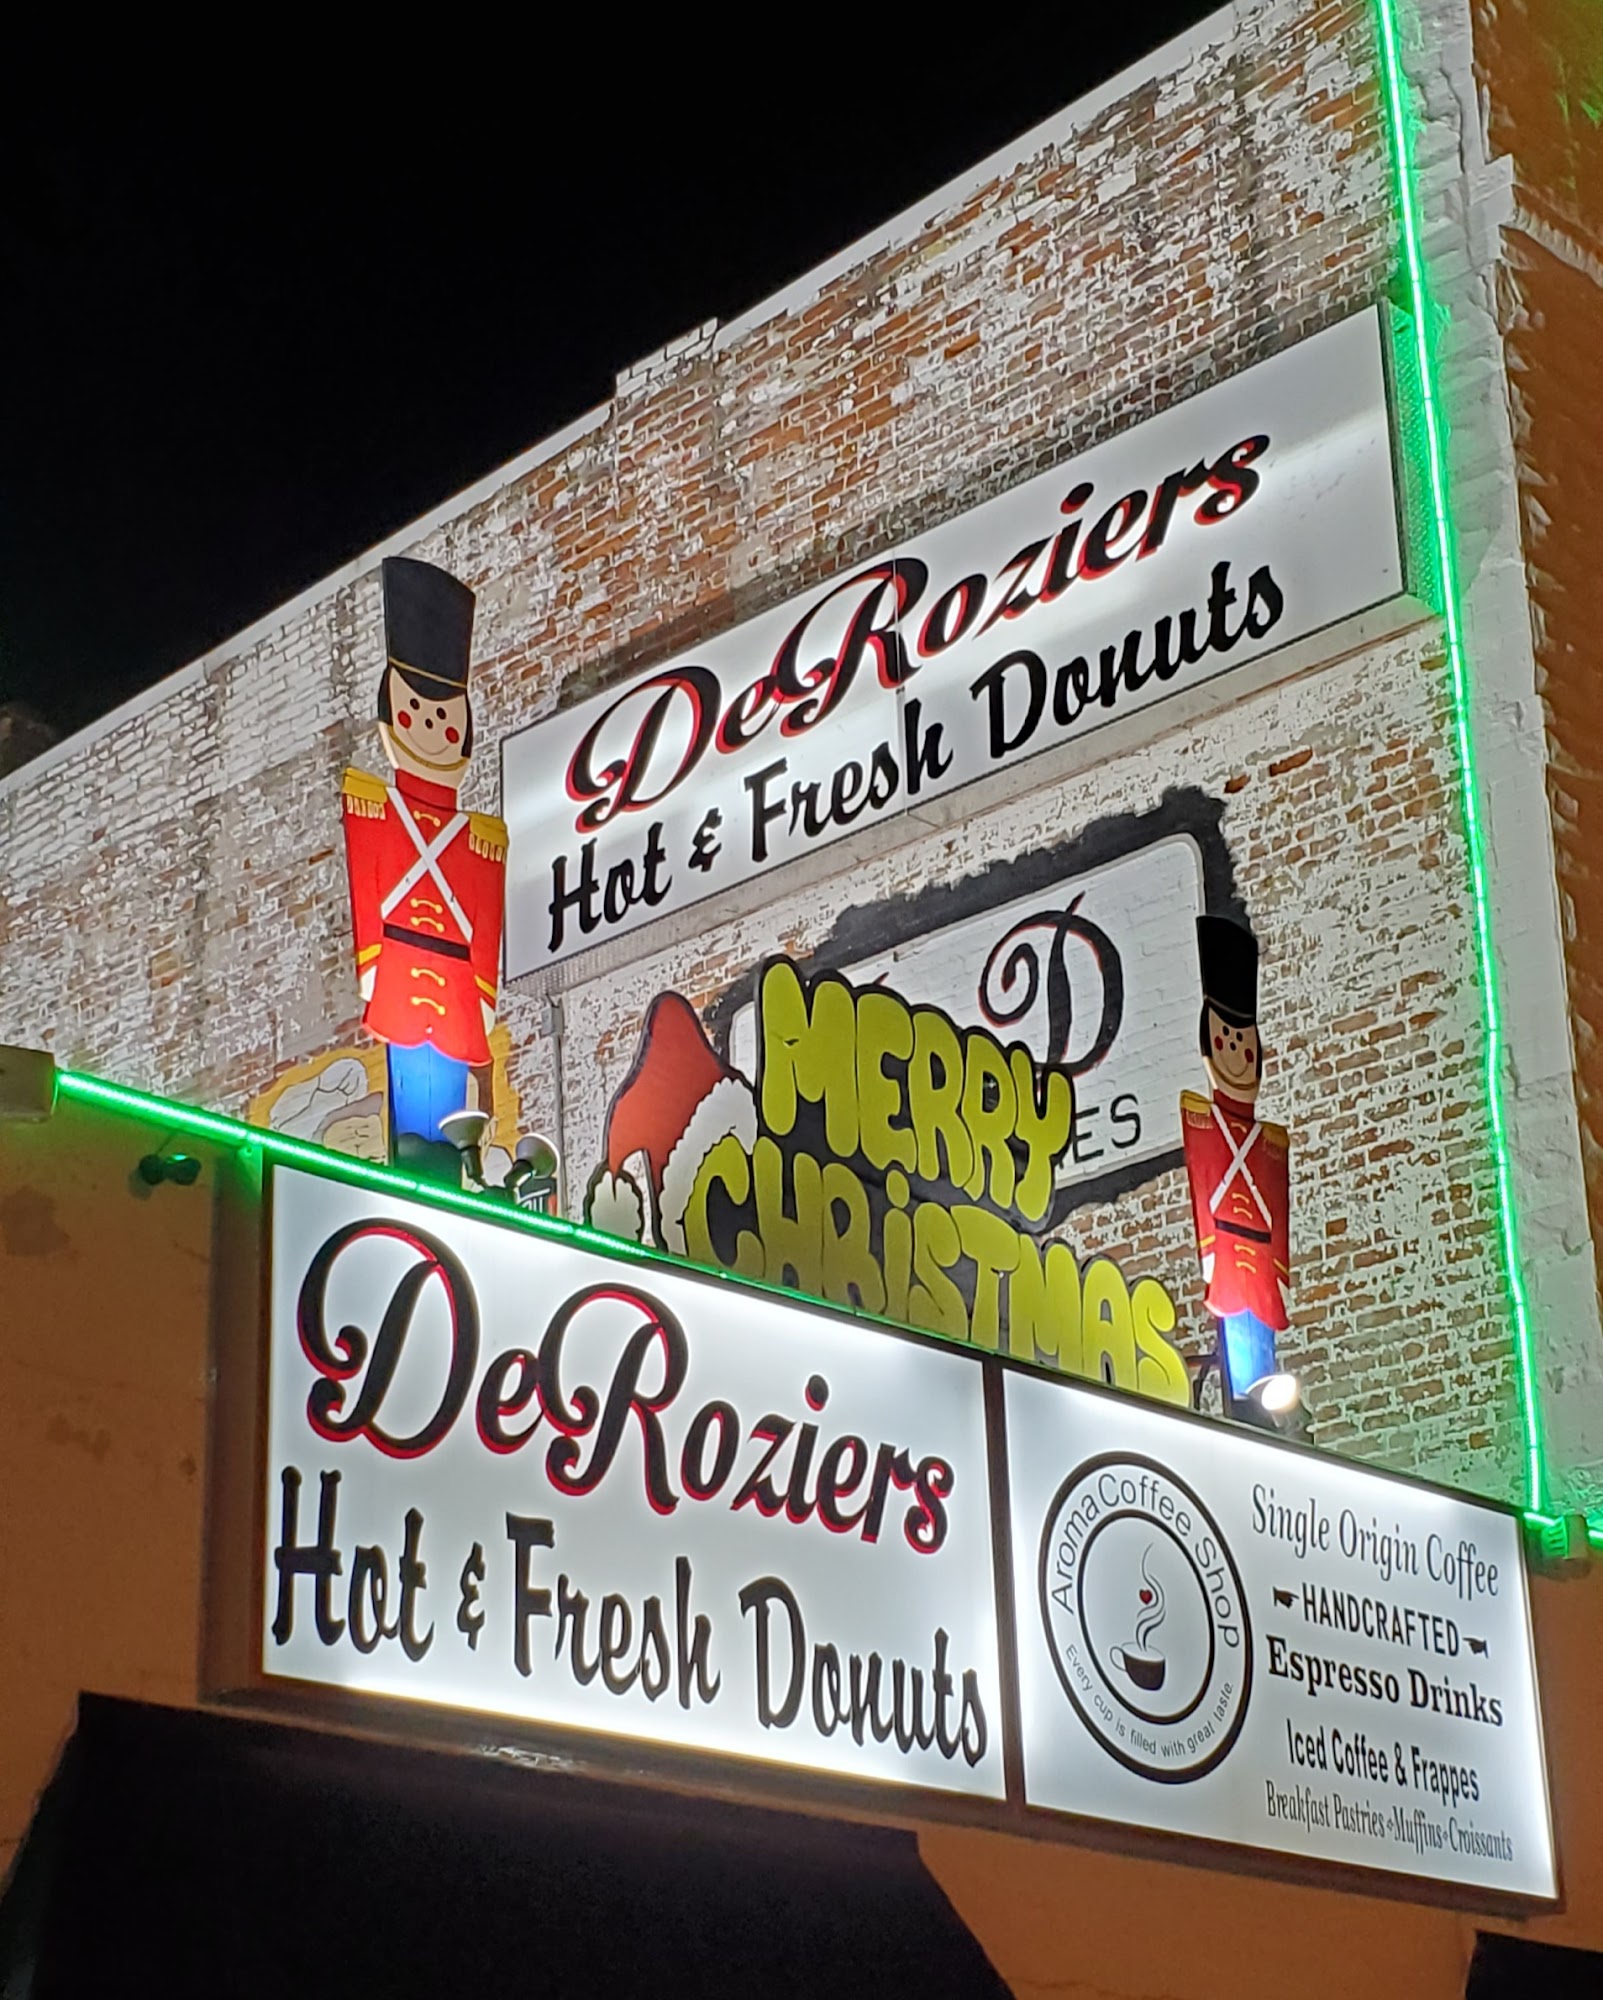 DeRoziers
Hot & Fresh Donuts
D
ES
MERRY
CHRiSTMAS
DeRoziers
Hot & Fresh Donuts
Aroma Coffee Shop
Every cup is filled with great taste.
Single Origin Coffee
HANDCRAFTED
Espresso Drinks
Iced Coffee & Frappes
Breakfast Pastries Muffins Croissants